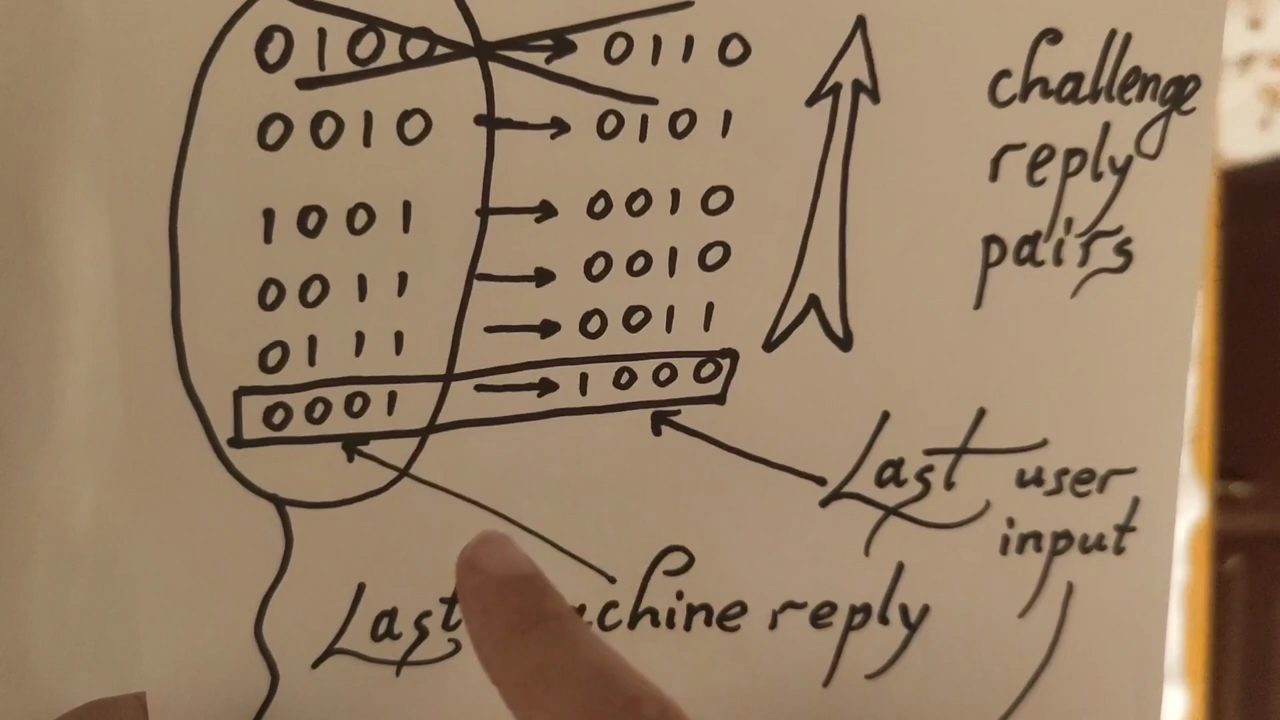 0100 → 0110
0010 → 0101
1001 → 0010
0011 → 0010
0111 → 0011
0001 → 1000
challenge
reply
pairs
Last user
input
Last reply